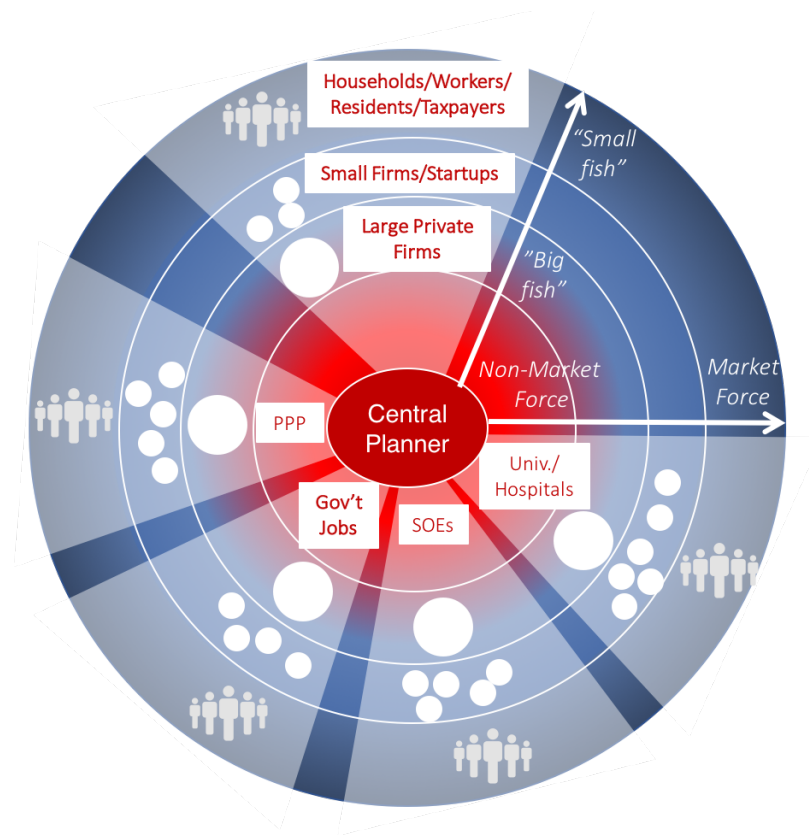 Households/Workers/
Residents/Taxpayers
"Small
fish"
Small Firms/Startups
Large Private
Firms
"Big
fish"
Non-Market
Force
Market
Force
Central
Planner
PPP
Univ./
Hospitals
Gov't
Jobs
SOEs